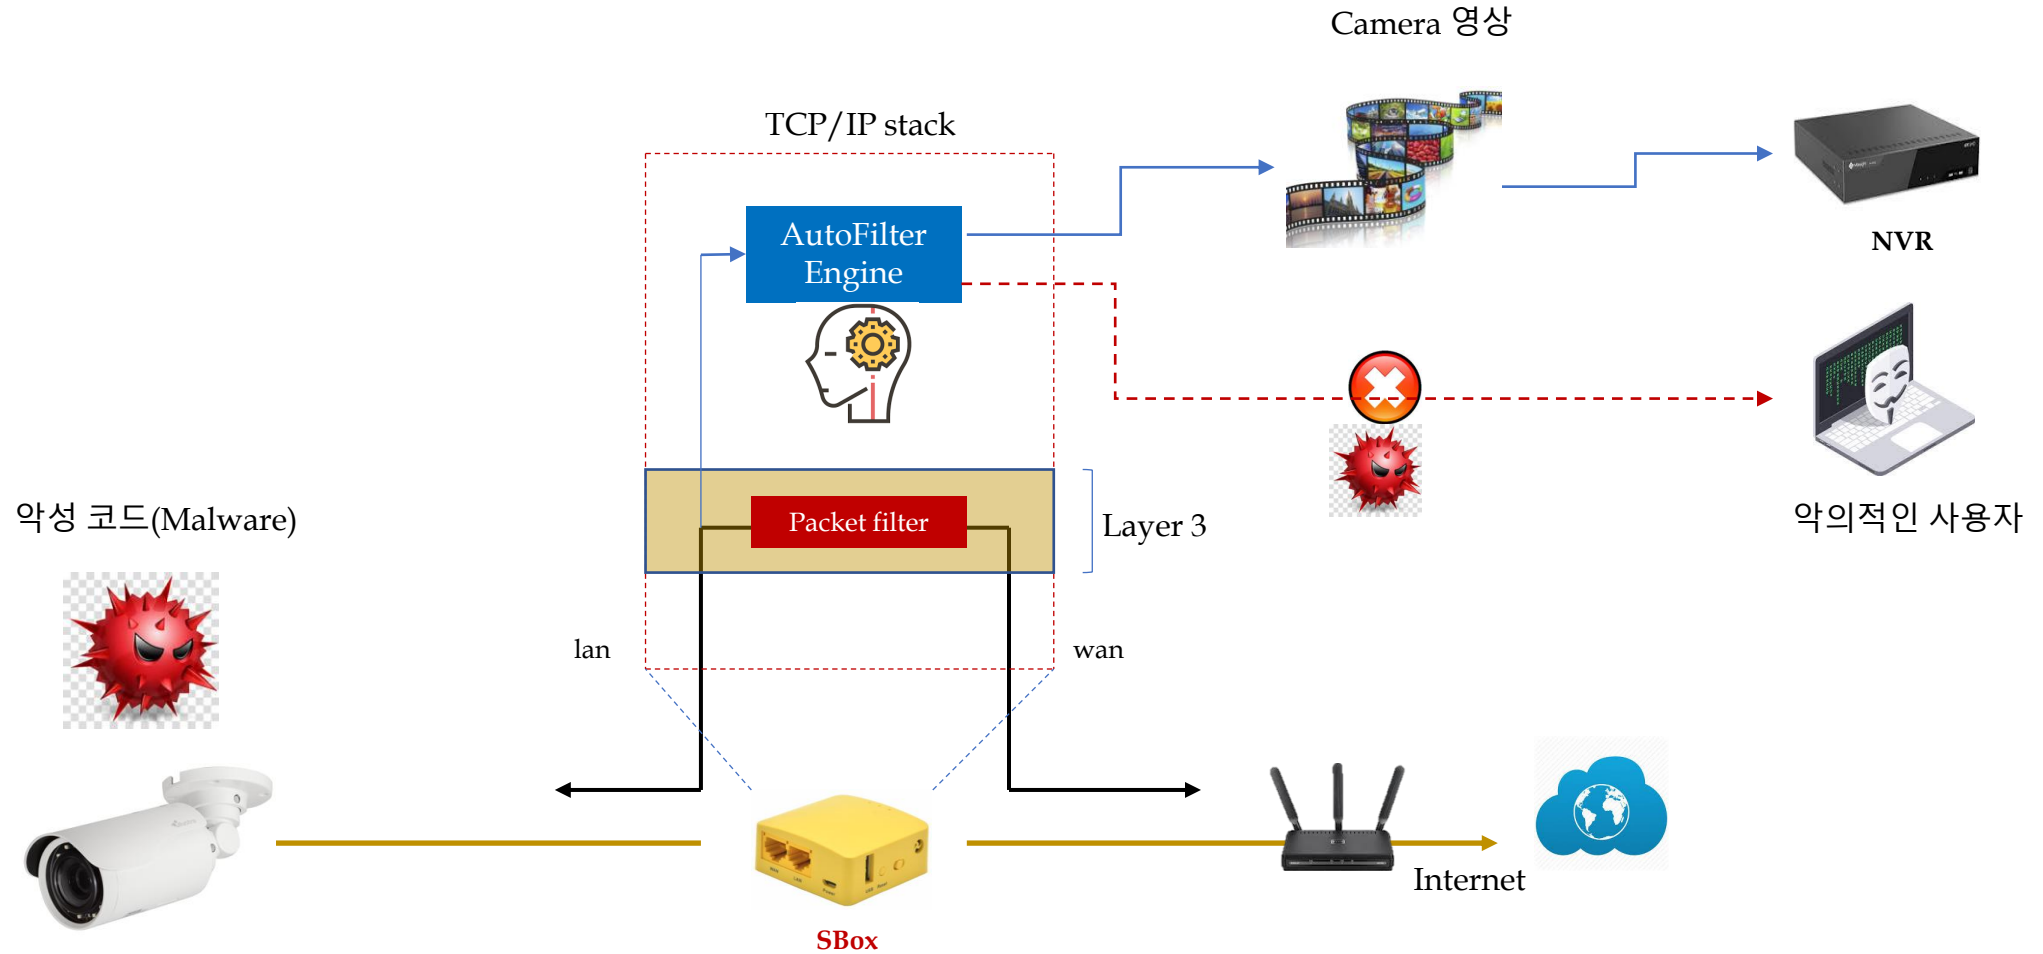 Camera 영상
TCP/IP stack
AutoFilter
Engine
NVR
Packet filter
Layer 3
악성 코드(Malware)
악의적인 사용자
lan
wan
Internet
SBox